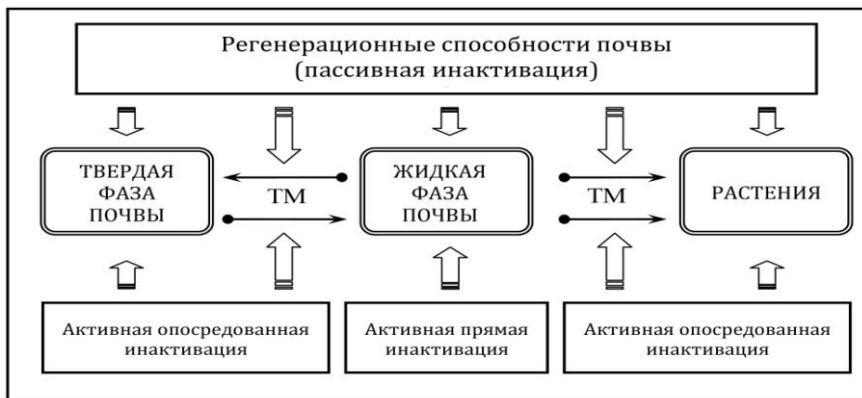 Регенерационные способности почвы
(пассивная инактивация)
ТВЕРДАЯ
ФАЗА
ПОЧВЫ
ТМ
ЖИДКАЯ
ФАЗА
ПОЧВЫ
ТМ
РАСТЕНИЯ
Активная опосредованная
инактивация
Активная прямая
инактивация
Активная опосредованная
инактивация